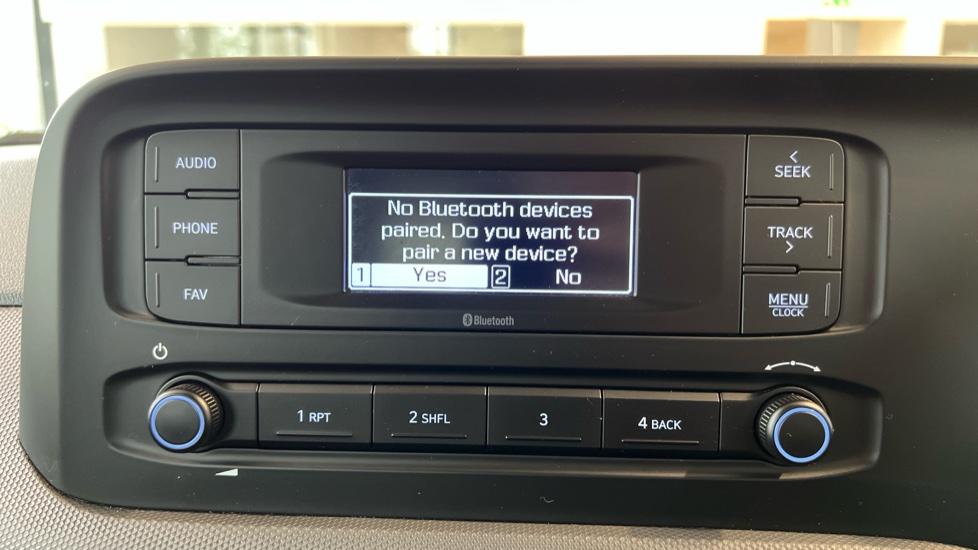 AUDIO
PHONE
FAV
No Bluetooth devices
paired. Do you want to
pair a new device?
1 Yes 2 No
Bluetooth
< SEEK
TRACK >
MENU
CLOCK
1 RPT
2 SHFL
3
4 BACK